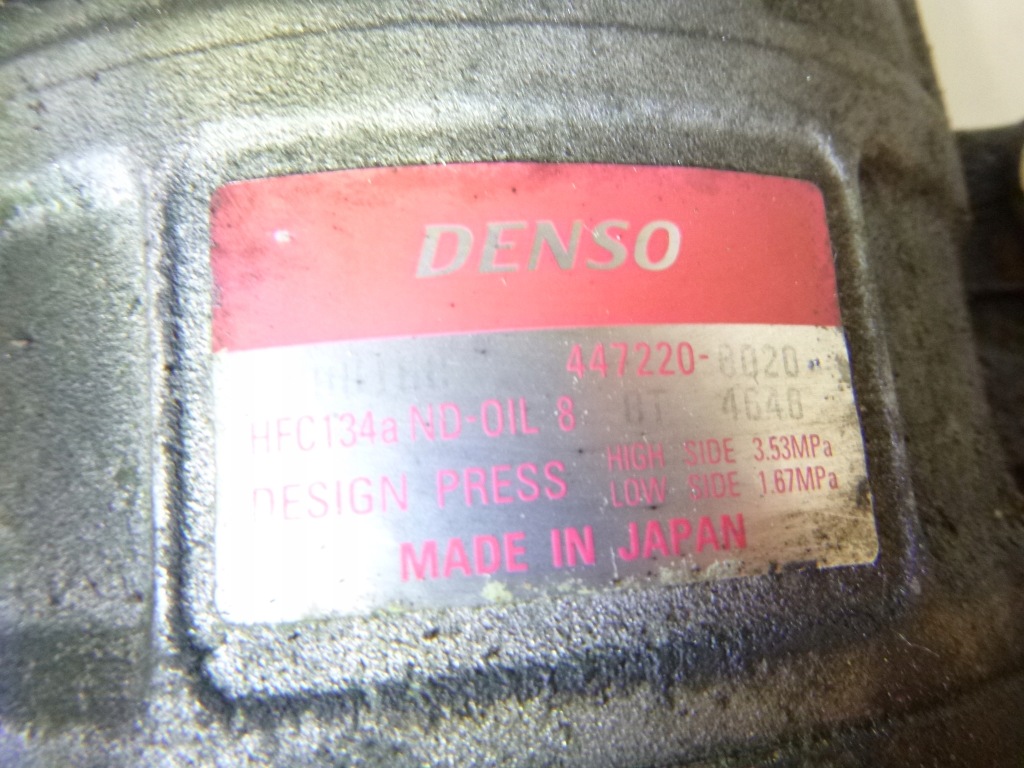 DENSO
447220-
HFC134a ND-OIL 8
DESIGN PRESS HIGH SIDE 3.53MPa
LOW SIDE 1.67MPa
MADE IN JAPAN